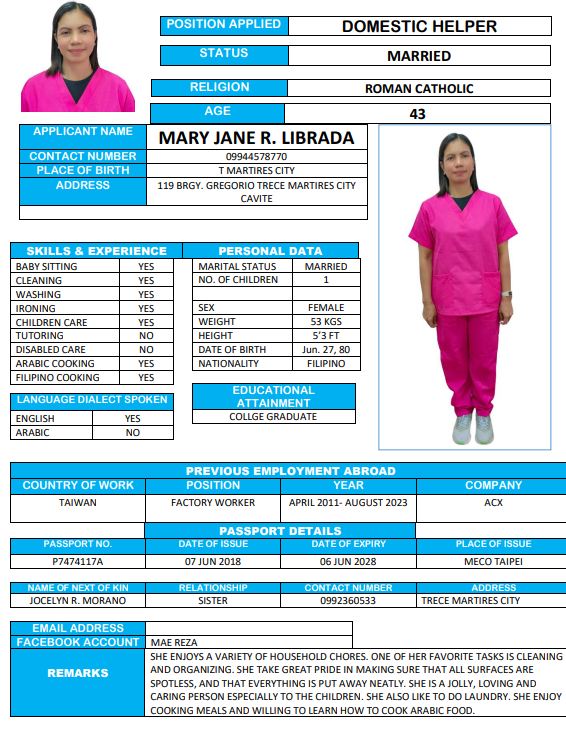 POSITION APPLIED DOMESTIC HELPER
STATUS MARRIED
RELIGION ROMAN CATHOLIC
AGE 43
APPLICANT NAME MARY JANE R. LIBRADA
CONTACT NUMBER 09944578770
PLACE OF BIRTH T MARTIRES CITY
ADDRESS 119 BRGY. GREGORIO TRECE MARTIRES CITY
CAVITE
SKILLS & EXPERIENCE
BABY SITTING YES
CLEANING YES
WASHING YES
IRONING YES
CHILDREN CARE YES
TUTORING NO
DISABLED CARE NO
ARABIC COOKING YES
FILIPINO COOKING YES
LANGUAGE DIALECT SPOKEN
ENGLISH YES
ARABIC NO
PERSONAL DATA
MARITAL STATUS MARRIED
NO. OF CHILDREN 1
SEX FEMALE
WEIGHT 53 KGS
HEIGHT 5'3 FT
DATE OF BIRTH Jun. 27, 80
NATIONALITY FILIPINO
EDUCATIONAL
ATTAINMENT
COLLGE GRADUATE
PREVIOUS EMPLOYMENT ABROAD
COUNTRY OF WORK POSITION YEAR COMPANY
TAIWAN FACTORY WORKER APRIL 2011- AUGUST 2023 ACX
PASSPORT DETAILS
PASSPORT NO. DATE OF ISSUE DATE OF EXPIRY PLACE OF ISSUE
P7474117A 07 JUN 2018 06 JUN 2028 MECO TAIPEI
NAME OF NEXT OF KIN RELATIONSHIP CONTACT NUMBER ADDRESS
JOCELYN R. MORANO SISTER 0992360533 TRECE MARTIRES CITY
EMAIL ADDRESS
FACEBOOK ACCOUNT MAE REZA
REMARKS
SHE ENJOYS A VARIETY OF HOUSEHOLD CHORES. ONE OF HER FAVORITE TASKS IS CLEANING
AND ORGANIZING. SHE TAKE GREAT PRIDE IN MAKING SURE THAT ALL SURFACES ARE
SPOTLESS, AND THAT EVERYTHING IS PUT AWAY NEATLY. SHE IS A JOLLY, LOVING AND
CARING PERSON ESPECIALLY TO THE CHILDREN. SHE ALSO LIKE TO DO LAUNDRY. SHE ENJOY
COOKING MEALS AND WILLING TO LEARN HOW TO COOK ARABIC FOOD.